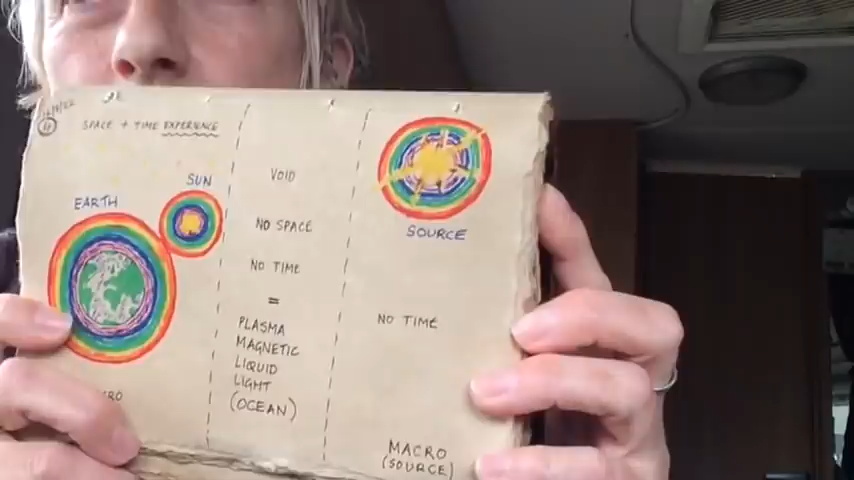 SPACE + TIME EXPERIENCE
EARTH
SUN
VOID
NO SPACE
NO TIME
=
PLASMA
MAGNETIC
LIQUID
LIGHT
(OCEAN)
SOURCE
NO TIME
MACRO
(SOURCE)